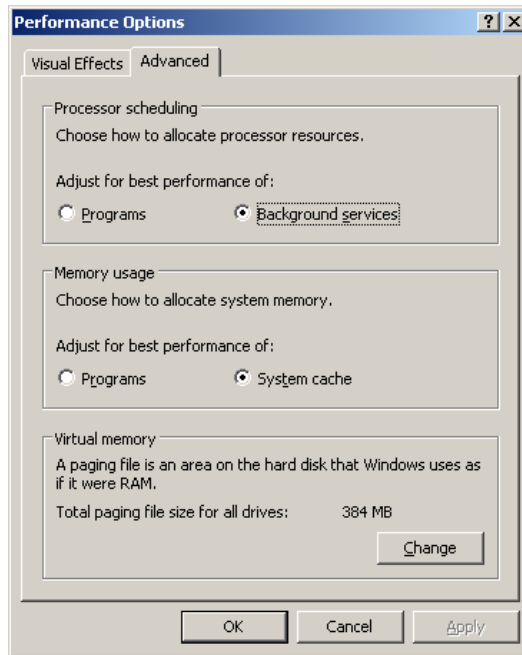 Performance Options
Visual Effects Advanced
Processor scheduling
Choose how to allocate processor resources.
Adjust for best performance of:
Programs Background services
Memory usage
Choose how to allocate system memory.
Adjust for best performance of:
Programs System cache
Virtual memory
A paging file is an area on the hard disk that Windows uses as
if it were RAM.
Total paging file size for all drives: 384 MB
Change
OK Cancel Apply